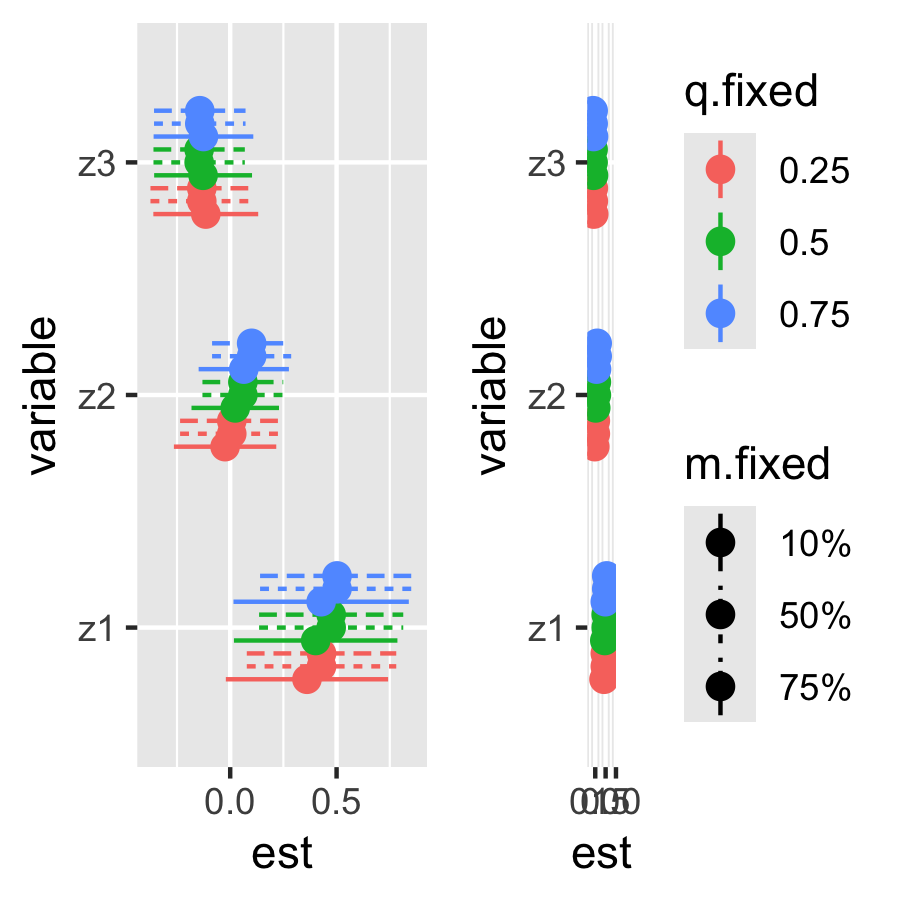 variable
z3
z2
z1
0.0 0.5
est
variable
z3
z2
z1
est
q.fixed
0.25
0.5
0.75
m.fixed
10%
50%
75%